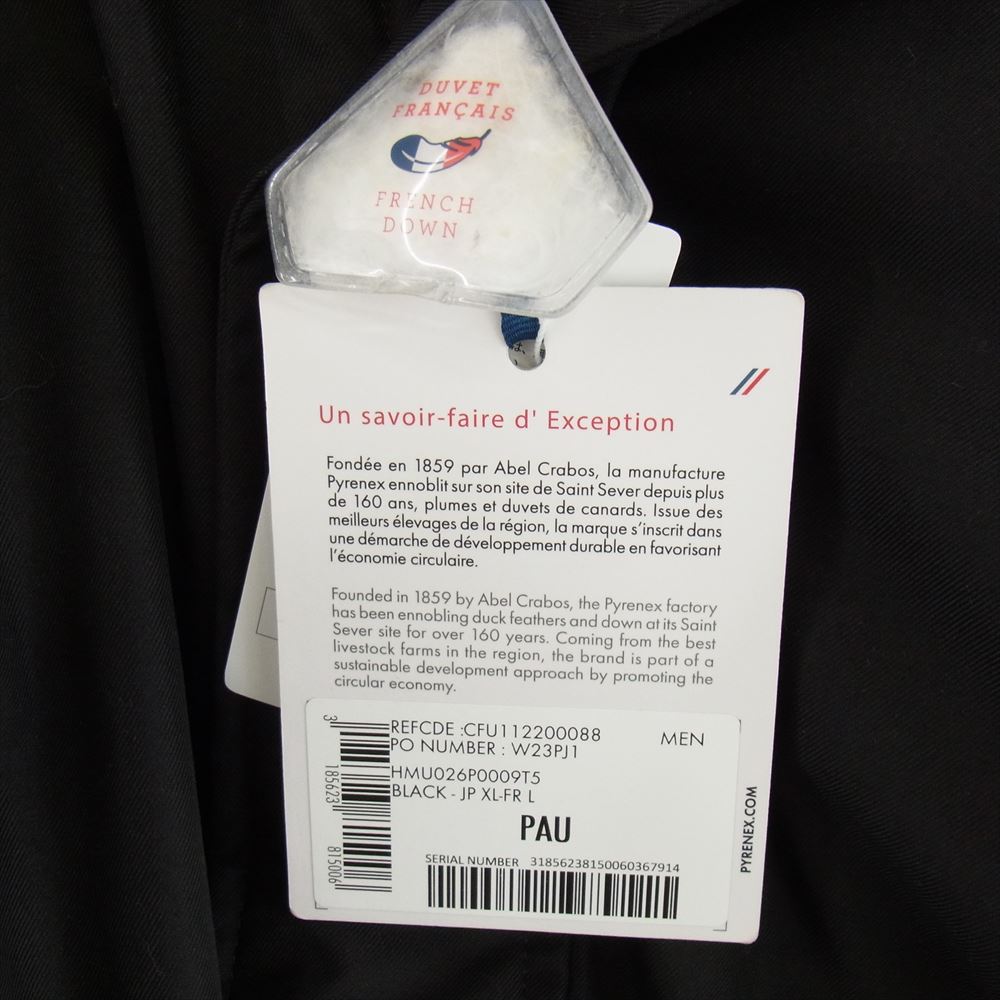 DUVET
FRANÇAIS
FRENCH
DOWN
Un savoir-faire d' Exception
Fondée en 1859 par Abel Crabos, la manufacture
Pyrenex ennoblit sur son site de Saint Sever depuis plus
de 160 ans, plumes et duvets de canards. Issue des
meilleurs élevages de la région, la marque s'inscrit dans
une démarche de développement durable en favorisant
l'économie circulaire.
Founded in 1859 by Abel Crabos, the Pyrenex factory
has been ennobling duck feathers and down at its Saint
Sever site for over 160 years. Coming from the best
livestock farms in the region, the brand is part of a
sustainable development approach by promoting the
circular economy.
REFCDE :CFU112200088
MEN
PO NUMBER : W23PJ1
HMU026P0009T5
BLACK - JP XL-FR L
PAU
SERIAL NUMBER 31856238150060367914
3 185623 815006
PYRENEX.COM